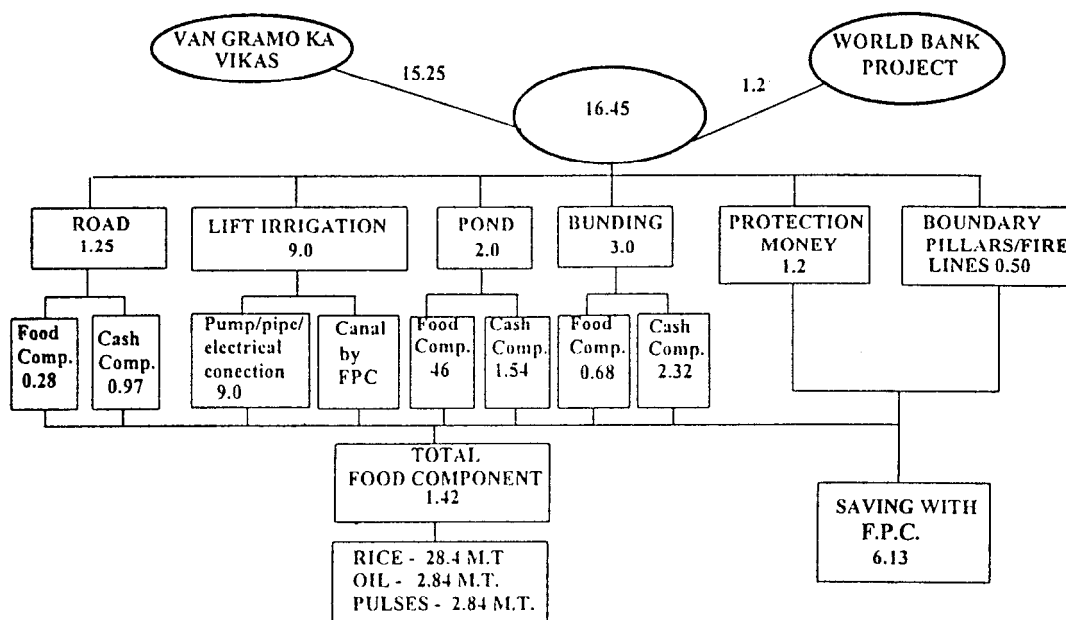 VAN GRAMO KA
VIKAS
WORLD BANK
PROJECT
15.25
1.2
16.45
ROAD
1.25
LIFT IRRIGATION
9.0
POND
2.0
BUNDING
3.0
PROTECTION
MONEY
1.2
BOUNDARY
PILLARS/FIRE
LINES 0.50
Food
Comp.
0.28
Cash
Comp.
0.97
Pump/pipe/
electrical
conection
9.0
Canal
by
FPC
Food
Comp.
46
Cash
Comp.
1.54
Food
Comp.
0.68
Cash
Comp.
2.32
TOTAL
FOOD COMPONENT
1.42
SAVING WITH
F.P.C.
6.13
RICE - 28.4 M.T
OIL - 2.84 M.T.
PULSES - 2.84 M.T.